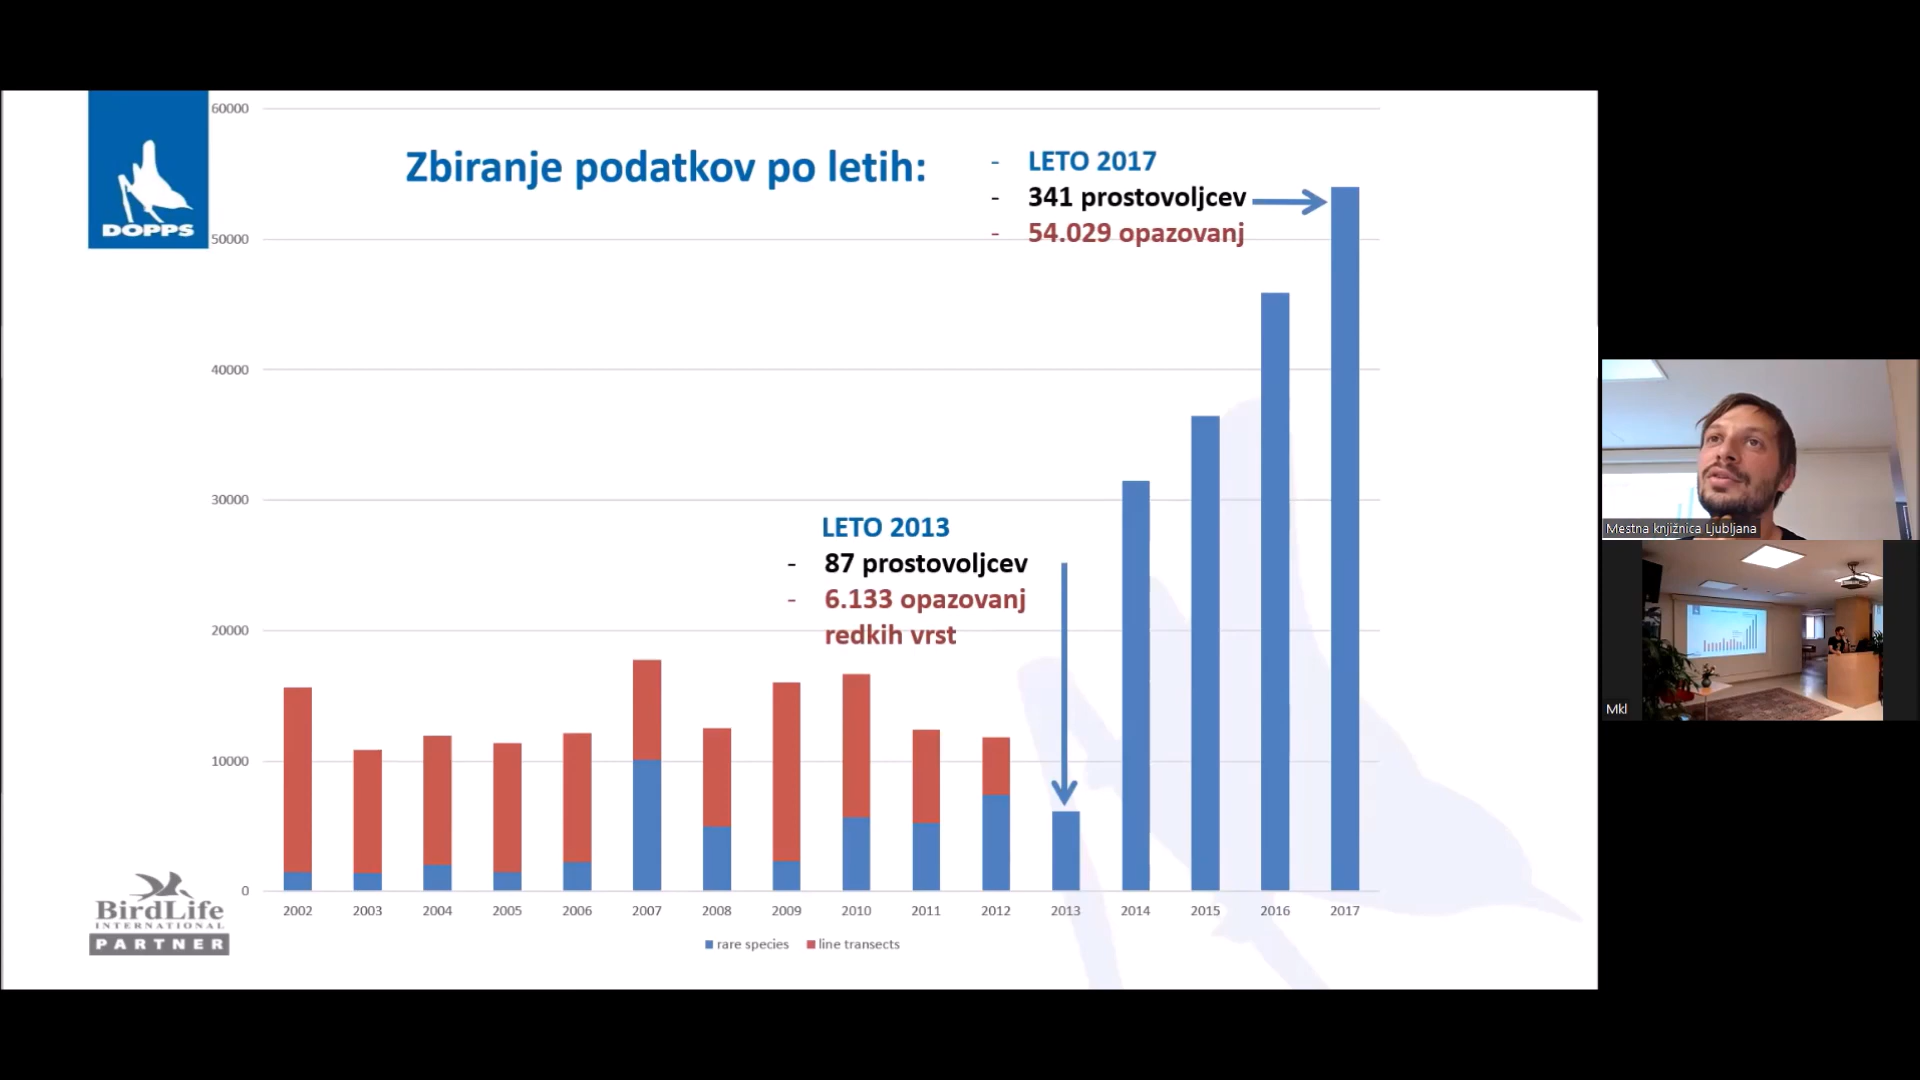 DOPPS
Zbiranje podatkov po letih:
- LETO 2017
- 341 prostovoljcev
- 54.029 opazovanj
LETO 2013
- 87 prostovoljcev
- 6.133 opazovanj
redkih vrst
60000
50000
40000
30000
20000
10000
0
2002 2003 2004 2005 2006 2007 2008 2009 2010 2011 2012 2013 2014 2015 2016 2017
rare species line transects
BirdLife
INTERNATIONAL
PARTNER
Mestna knjižnica Ljubljana
Mkl